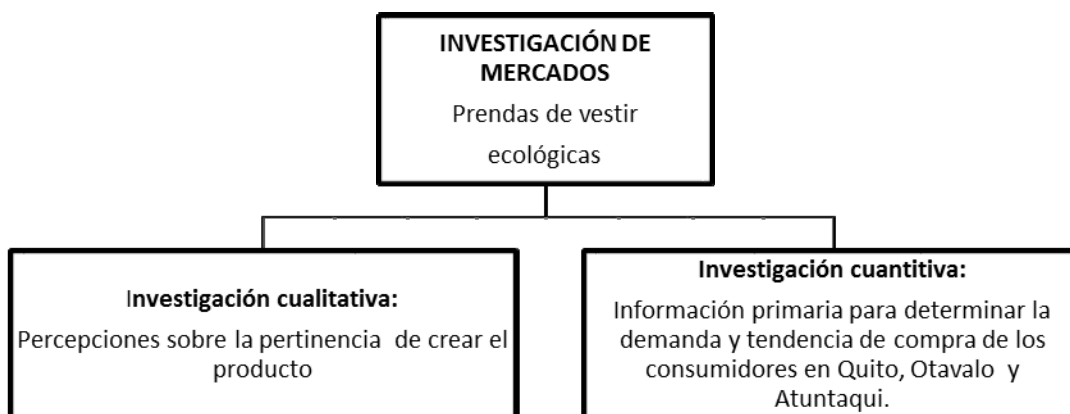 INVESTIGACIÓN DE
MERCADOS
Prendas de vestir
ecológicas
Investigación cualitativa:
Percepciones sobre la pertinencia de crear el
producto
Investigación cuantitiva:
Información primaria para determinar la
demanda y tendencia de compra de los
consumidores en Quito, Otavalo y
Atuntaqui.